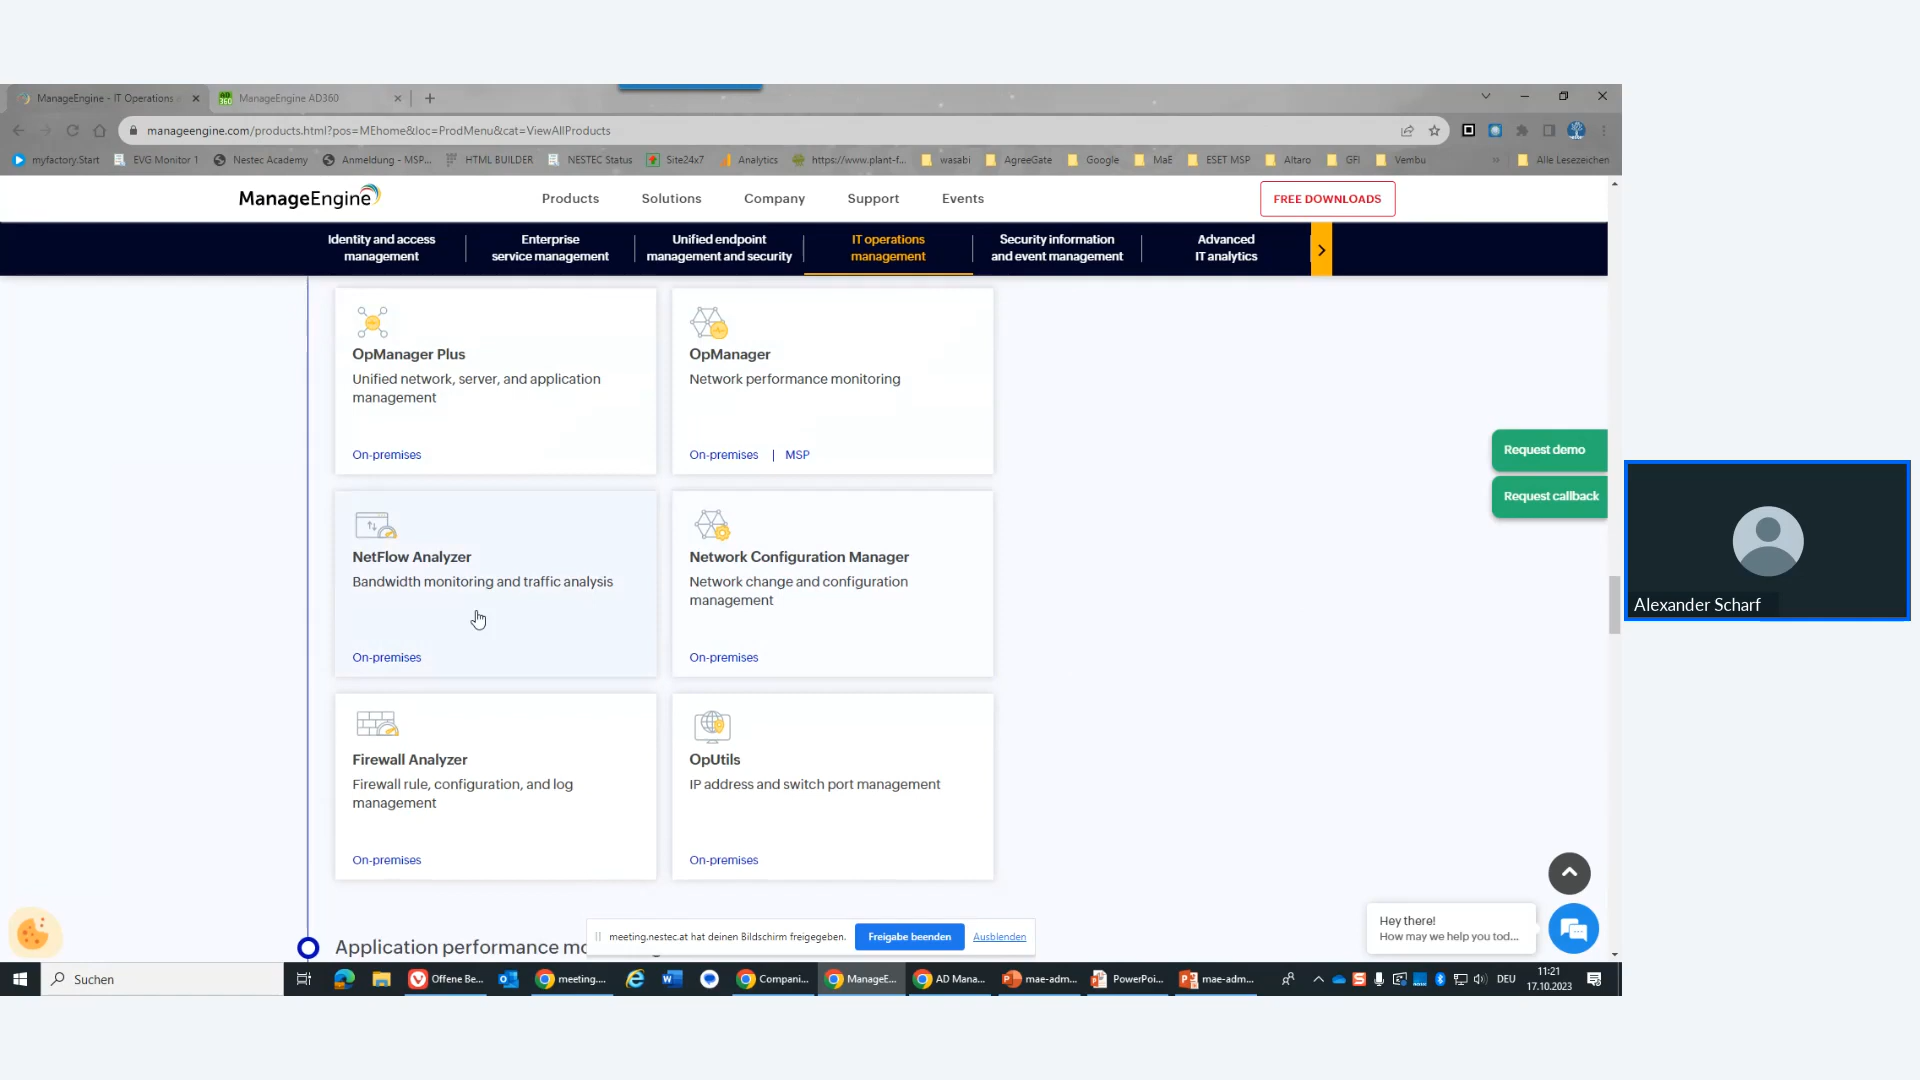 ManageEngine - IT Operations
ManageEngine AD360
manageengine.com/products.html?pos=MEhome&loc=ProdMenu&cat=ViewAllProducts
myfactory.Start
EVG Monitor 1
Nestec Academy
Anmeldung - MSP...
HTML BUILDER
NESTEC Status
Site24x7
Analytics
https://www.plant-f...
wasabi
AgreeGate
Google
MaE
ESET MSP
Altaro
GFI
Vembu
»
Alle Lesezeichen
ManageEngine
Products
Solutions
Company
Support
Events
FREE DOWNLOADS
Identity and access
management
Enterprise
service management
Unified endpoint
management and security
IT operations
management
Security information
and event management
Advanced
IT analytics
OpManager Plus
Unified network, server, and application
management
On-premises
OpManager
Network performance monitoring
On-premises | MSP
Request demo
Request callback
NetFlow Analyzer
Bandwidth monitoring and traffic analysis
On-premises
Network Configuration Manager
Network change and configuration
management
On-premises
Alexander Scharf
Firewall Analyzer
Firewall rule, configuration, and log
management
On-premises
OpUtils
IP address and switch port management
On-premises
Hey there!
How may we help you tod...
Application performance mo
meeting.nestec.at hat deinen Bildschirm freigegeben.
Freigabe beenden
Ausblenden
Suchen
Offene Be...
meeting....
Compani...
ManageE...
AD Mana...
mae-adm...
PowerPoi...
mae-adm...
DEU
11:21
17.10.2023